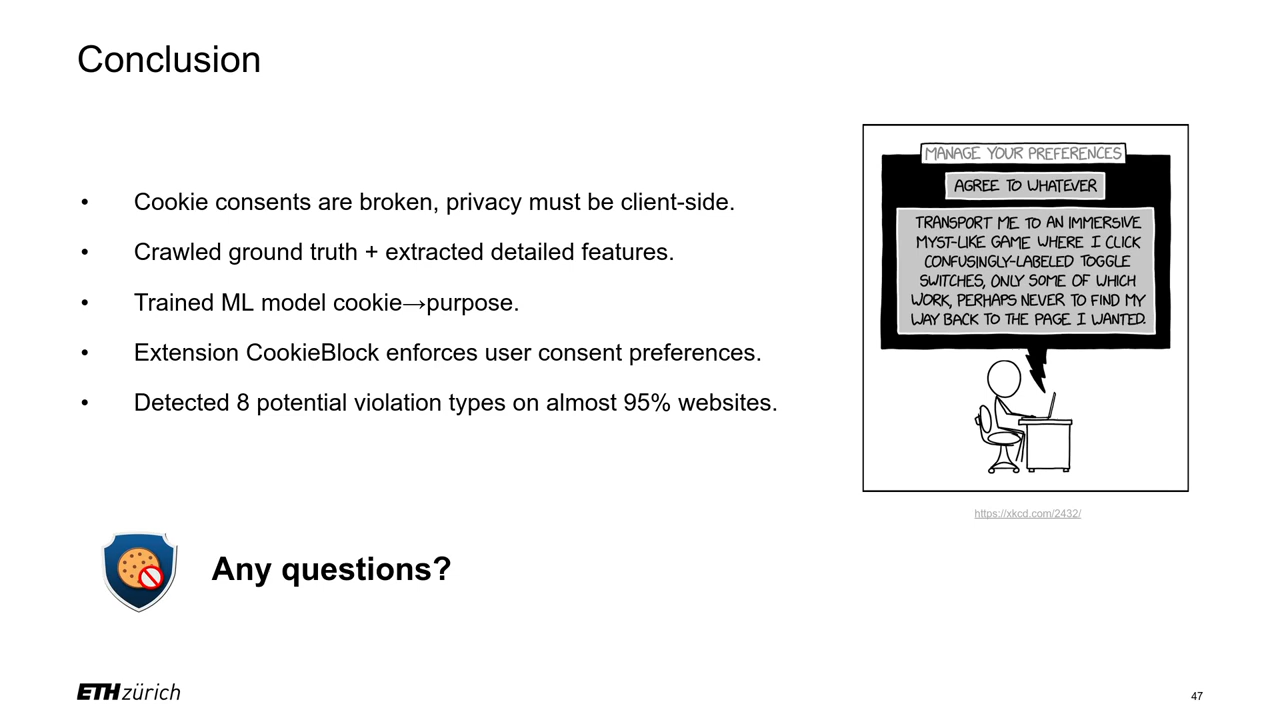 Conclusion
• Cookie consents are broken, privacy must be client-side.
• Crawled ground truth + extracted detailed features.
• Trained ML model cookie→purpose.
• Extension CookieBlock enforces user consent preferences.
• Detected 8 potential violation types on almost 95% websites.
MANAGE YOUR PREFERENCES
AGREE TO WHATEVER
TRANSPORT ME TO AN IMMERSIVE
MYST-LIKE GAME WHERE I CLICK
CONFUSINGLY-LABELED TOGGLE
SWITCHES, ONLY SOME OF WHICH
WORK, PERHAPS NEVER TO FIND MY
WAY BACK TO THE PAGE I WANTED.
https://xkcd.com/2432/
Any questions?
ETH zürich
47